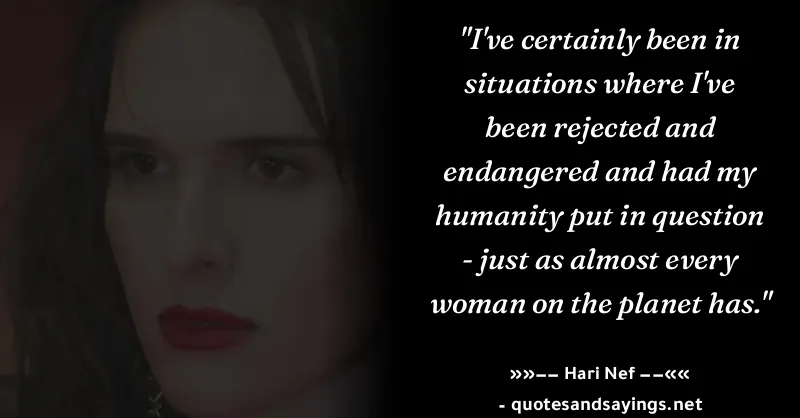 "I've certainly been in
situations where I've
been rejected and
endangered and had my
humanity put in question
- just as almost every
woman on the planet has."
»»−− Hari Nef −−««
- quotesandsayings.net